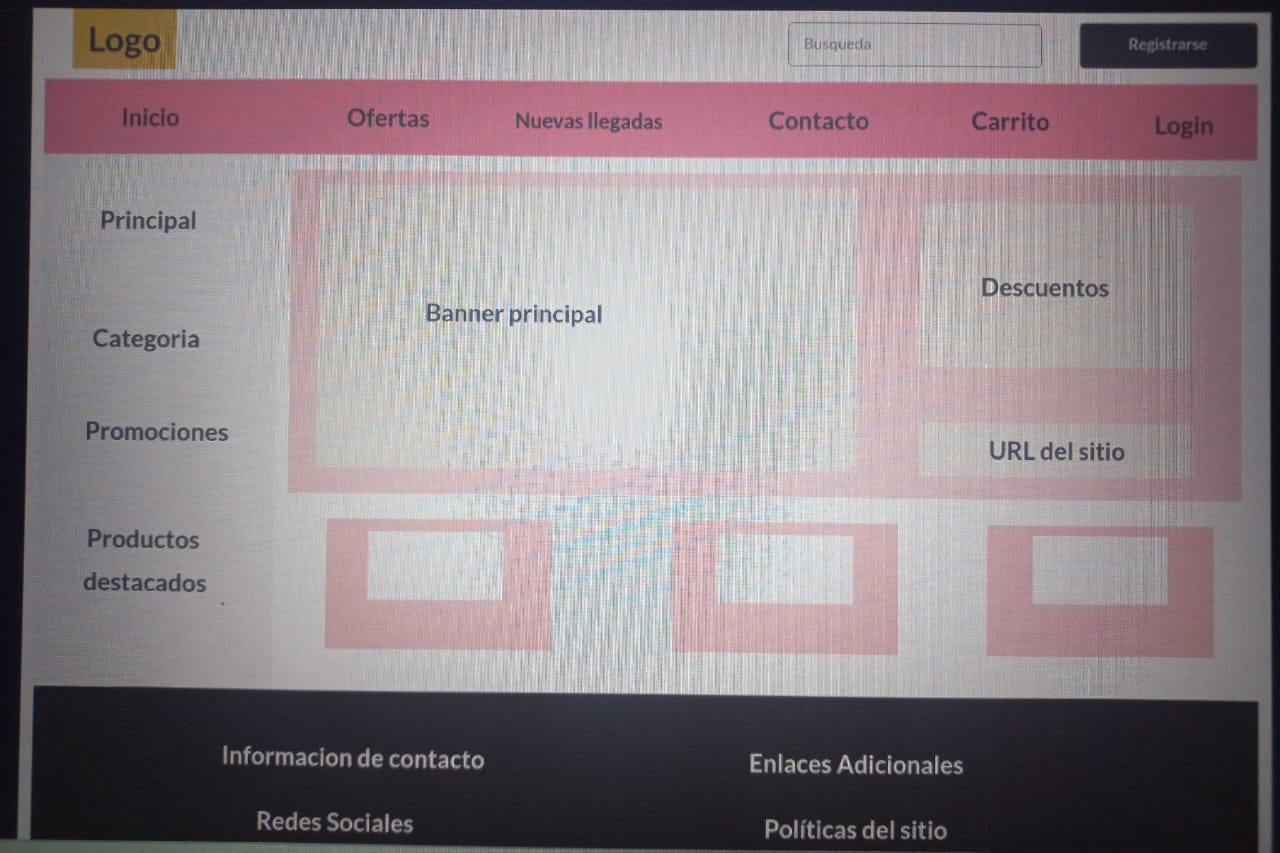 Logo
Busqueda
Registrarse
Inicio
Ofertas
Nuevas llegadas
Contacto
Carrito
Login
Principal
Categoria
Promociones
Productos
destacados
Banner principal
Descuentos
URL del sitio
Informacion de contacto
Enlaces Adicionales
Redes Sociales
Políticas del sitio